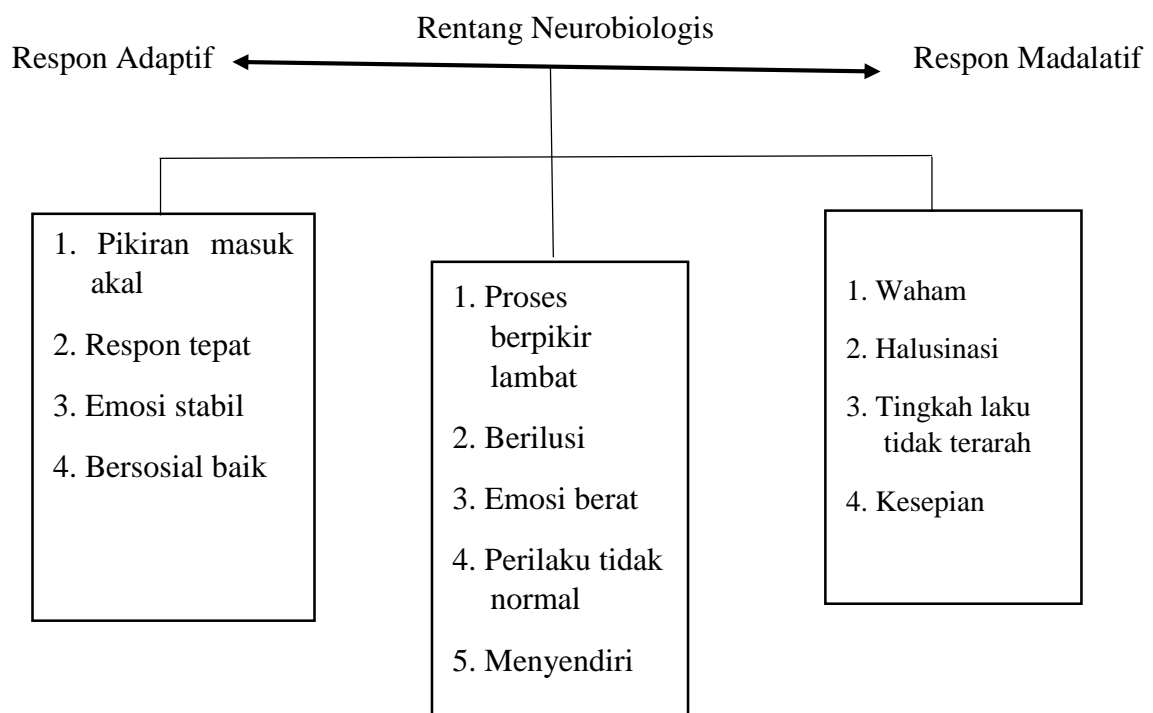 Rentang Neurobiologis
Respon Adaptif
Respon Madalatif
1. Pikiran masuk
akal
2. Respon tepat
3. Emosi stabil
4. Bersosial baik
1. Proses
berpikir
lambat
2. Berilusi
3. Emosi berat
4. Perilaku tidak
normal
5. Menyendiri
1. Waham
2. Halusinasi
3. Tingkah laku
tidak terarah
4. Kesepian